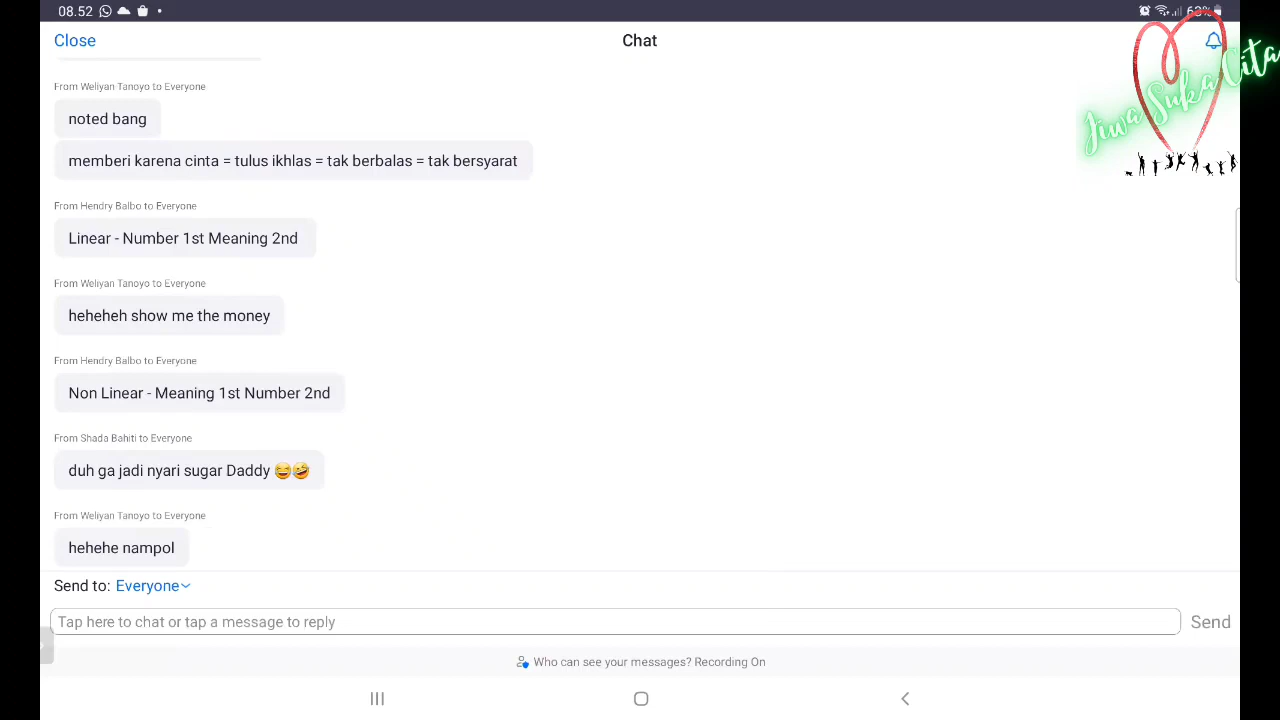 08.52
63%
Close
Chat
Jiwa Suka Cita
From Weliyan Tanoyo to Everyone
noted bang
memberi karena cinta = tulus ikhlas = tak berbalas = tak bersyarat
From Hendry Balbo to Everyone
Linear - Number 1st Meaning 2nd
From Weliyan Tanoyo to Everyone
heheheh show me the money
From Hendry Balbo to Everyone
Non Linear - Meaning 1st Number 2nd
From Shada Bahiti to Everyone
duh ga jadi nyari sugar Daddy 😂🤣
From Weliyan Tanoyo to Everyone
hehehe nampol
Send to: Everyone
Tap here to chat or tap a message to reply
Send
Who can see your messages? Recording On